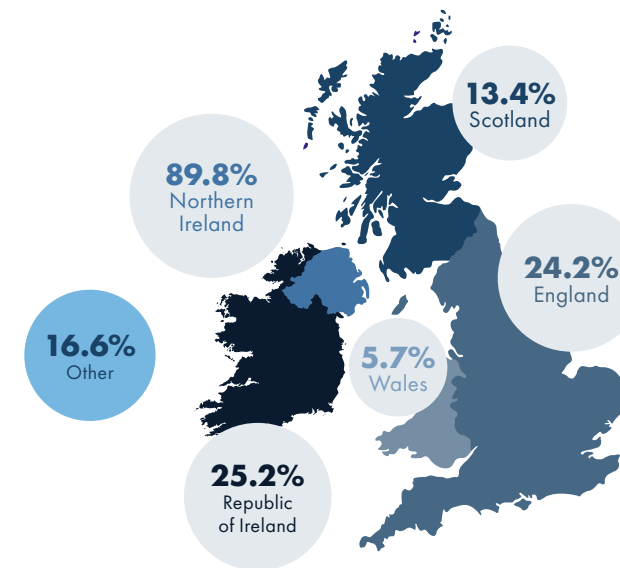 13.4%
Scotland
89.8%
Northern
Ireland
24.2%
England
16.6%
Other
5.7%
Wales
25.2%
Republic
of Ireland